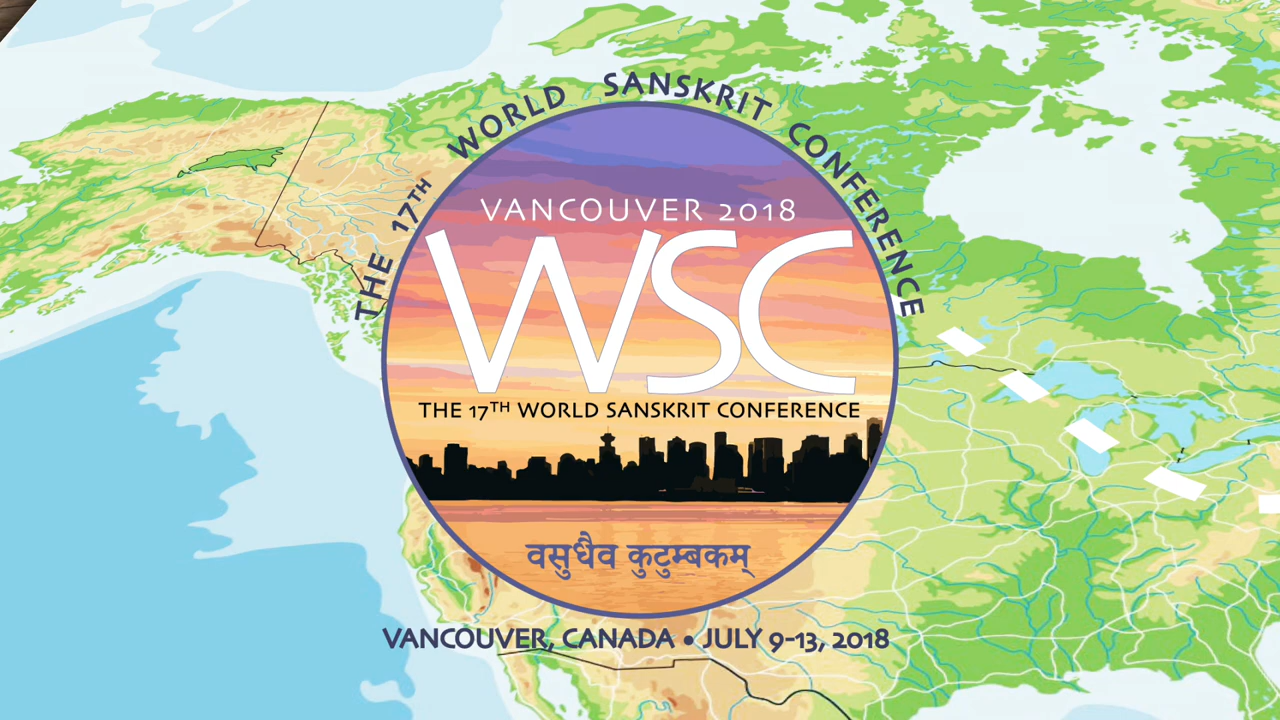 THE 17TH WORLD SANSKRIT CONFERENCE
VANCOUVER 2018
WSC
THE 17TH WORLD SANSKRIT CONFERENCE
वसुधैव कुटुम्बकम्
VANCOUVER, CANADA • JULY 9-13, 2018